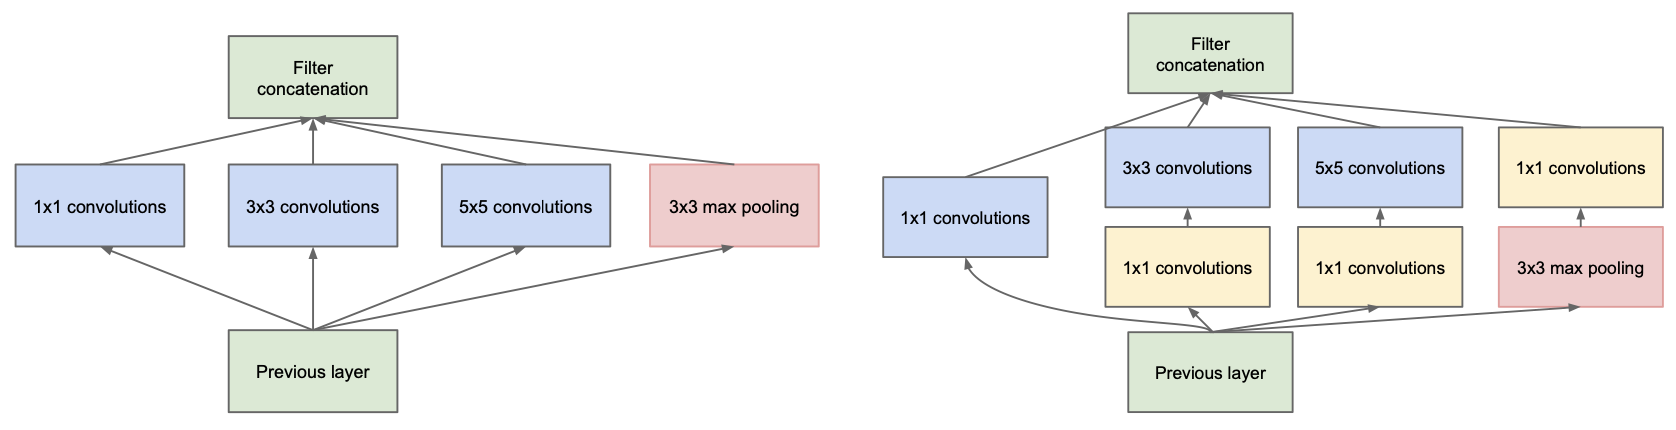 Filter
concatenation
1x1 convolutions
3x3 convolutions
5x5 convolutions
3x3 max pooling
Previous layer
Filter
concatenation
3x3 convolutions
5x5 convolutions
1x1 convolutions
1x1 convolutions
1x1 convolutions
1x1 convolutions
3x3 max pooling
Previous layer